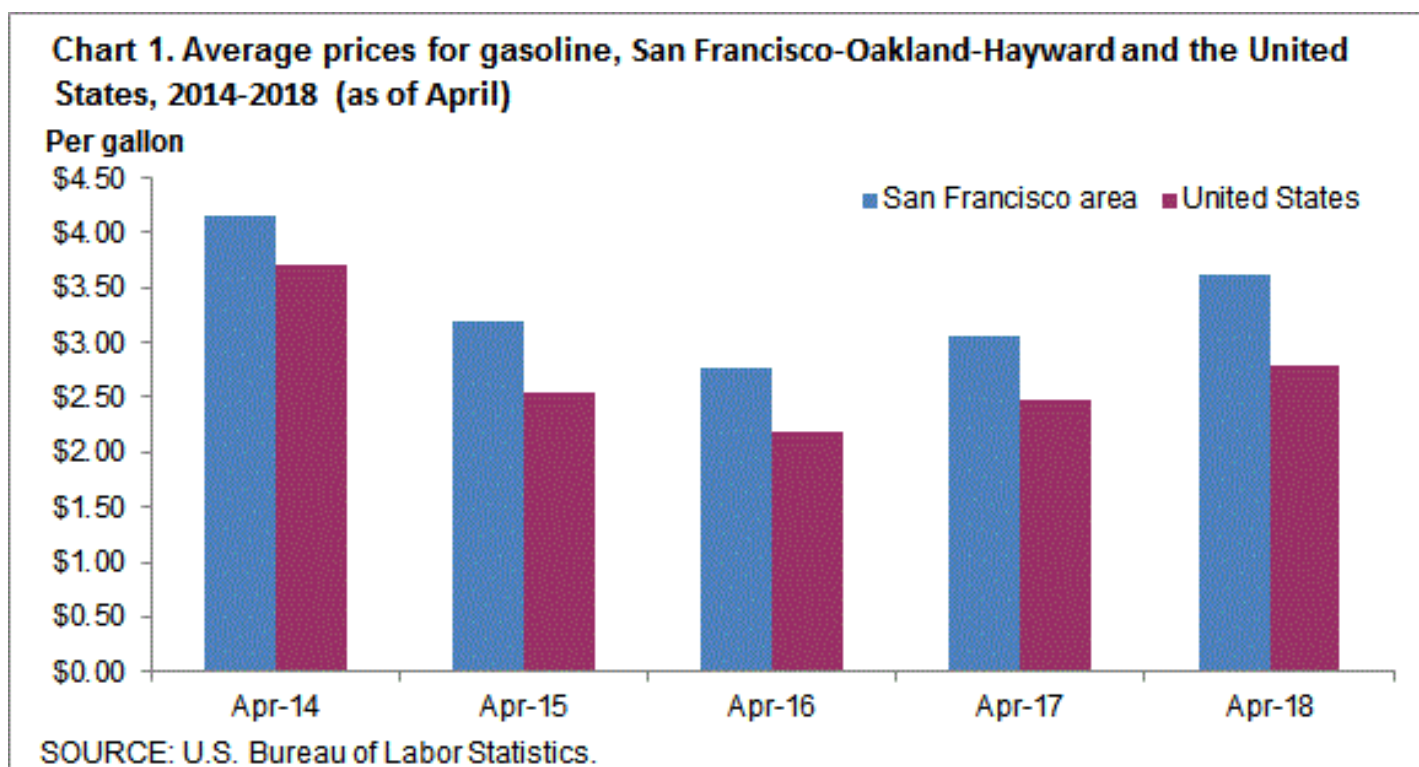 Chart 1. Average prices for gasoline, San Francisco-Oakland-Hayward and the United
States, 2014-2018 (as of April)
Per gallon
$4.50
San Francisco area United States
$4.00
$3.50
$3.00
$2.50
$2.00
$1.50
$1.00
$0.50
$0.00
Apr-14 Apr-15 Apr-16 Apr-17 Apr-18
SOURCE: U.S. Bureau of Labor Statistics.